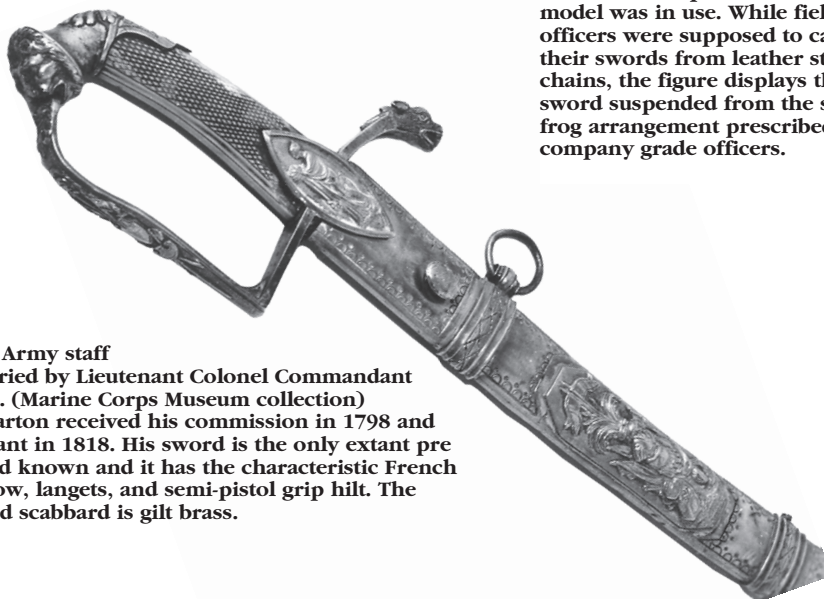 model was in use. While fiel
officers were supposed to ca
their swords from leather st
chains, the figure displays th
sword suspended from the s
frog arrangement prescribed
company grade officers.
Army staff
ried by Lieutenant Colonel Commandant
. (Marine Corps Museum collection)
arton received his commission in 1798 and
ant in 1818. His sword is the only extant pre
d known and it has the characteristic French
ow, langets, and semi-pistol grip hilt. The
d scabbard is gilt brass.